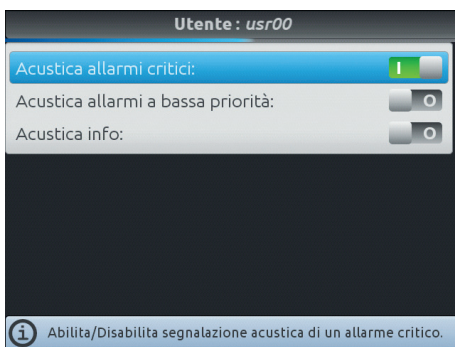 Utente : usr00
Acustica allarmi critici: I
Acustica allarmi a bassa priorità: O
Acustica info: O
i Abilita/Disabilita segnalazione acustica di un allarme critico.